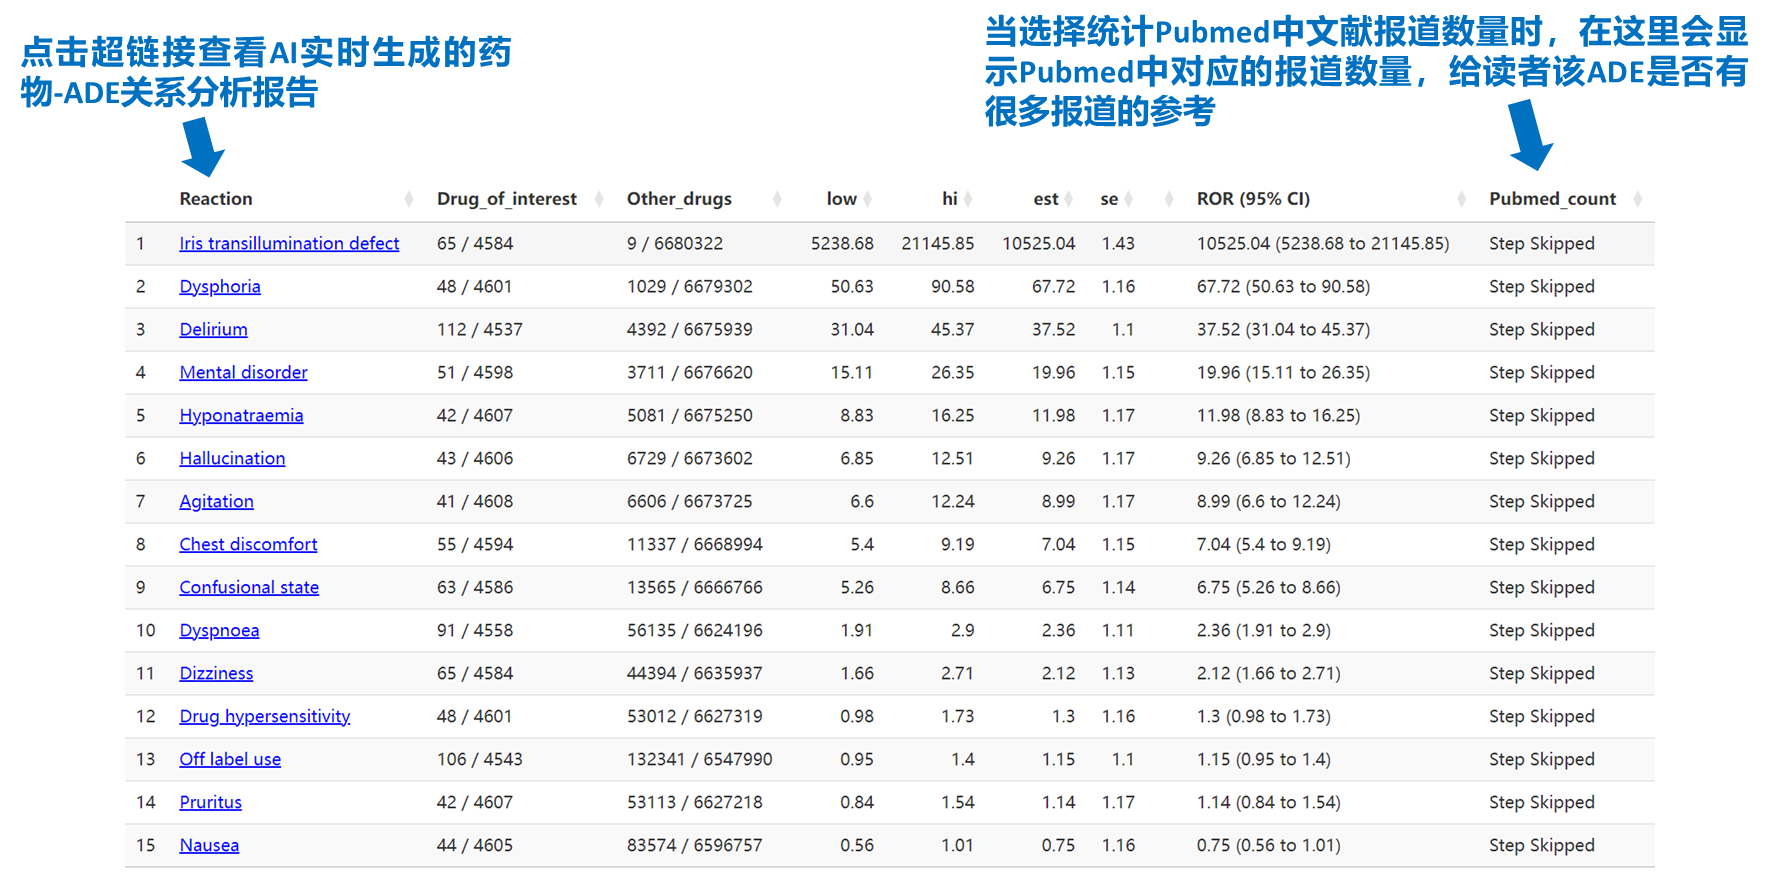 点击超链接查看AI实时生成的药
物-ADE关系分析报告
当选择统计Pubmed中文献报道数量时，在这里会显
示Pubmed中对应的报道数量，给读者该ADE是否有
很多报道的参考
Reaction Drug_of_interest Other_drugs low hi est se ROR (95% CI) Pubmed_count
1 Iris transillumination defect 65 / 4584 9 / 6680322 5238.68 21145.85 10525.04 1.43 10525.04 (5238.68 to 21145.85) Step Skipped
2 Dysphoria 48 / 4601 1029 / 6679302 50.63 90.58 67.72 1.16 67.72 (50.63 to 90.58) Step Skipped
3 Delirium 112 / 4537 4392 / 6675939 31.04 45.37 37.52 1.1 37.52 (31.04 to 45.37) Step Skipped
4 Mental disorder 51 / 4598 3711 / 6676620 15.11 26.35 19.96 1.15 19.96 (15.11 to 26.35) Step Skipped
5 Hyponatraemia 42 / 4607 5081 / 6675250 8.83 16.25 11.98 1.17 11.98 (8.83 to 16.25) Step Skipped
6 Hallucination 43 / 4606 6729 / 6673602 6.85 12.51 9.26 1.17 9.26 (6.85 to 12.51) Step Skipped
7 Agitation 41 / 4608 6606 / 6673725 6.6 12.24 8.99 1.17 8.99 (6.6 to 12.24) Step Skipped
8 Chest discomfort 55 / 4594 11337 / 6668994 5.4 9.19 7.04 1.15 7.04 (5.4 to 9.19) Step Skipped
9 Confusional state 63 / 4586 13565 / 6666766 5.26 8.66 6.75 1.14 6.75 (5.26 to 8.66) Step Skipped
10 Dyspnoea 91 / 4558 56135 / 6624196 1.91 2.9 2.36 1.11 2.36 (1.91 to 2.9) Step Skipped
11 Dizziness 65 / 4584 44394 / 6635937 1.66 2.71 2.12 1.13 2.12 (1.66 to 2.71) Step Skipped
12 Drug hypersensitivity 48 / 4601 53012 / 6627319 0.98 1.73 1.3 1.16 1.3 (0.98 to 1.73) Step Skipped
13 Off label use 106 / 4543 132341 / 6547990 0.95 1.4 1.15 1.1 1.15 (0.95 to 1.4) Step Skipped
14 Pruritus 42 / 4607 53113 / 6627218 0.84 1.54 1.14 1.17 1.14 (0.84 to 1.54) Step Skipped
15 Nausea 44 / 4605 83574 / 6596757 0.56 1.01 0.75 1.16 0.75 (0.56 to 1.01) Step Skipped